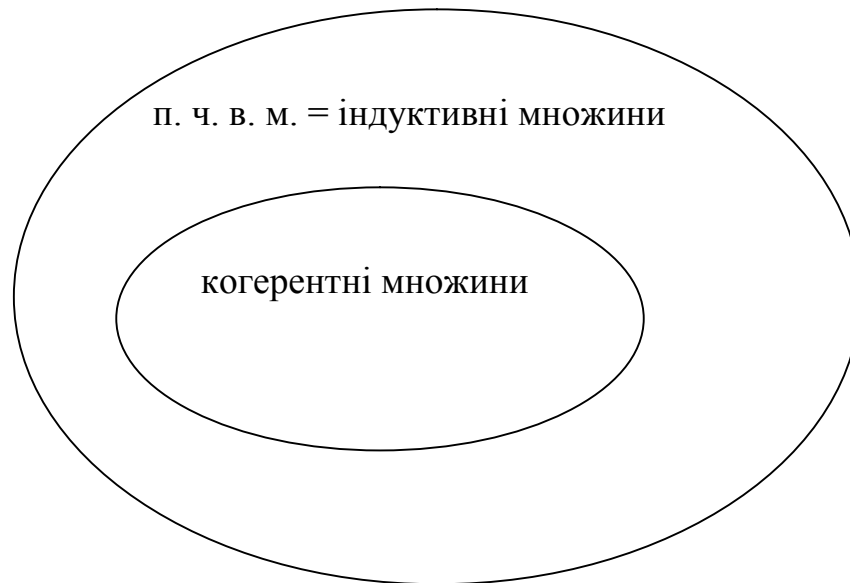 п. ч. в. м. = індуктивні множини
когерентні множини